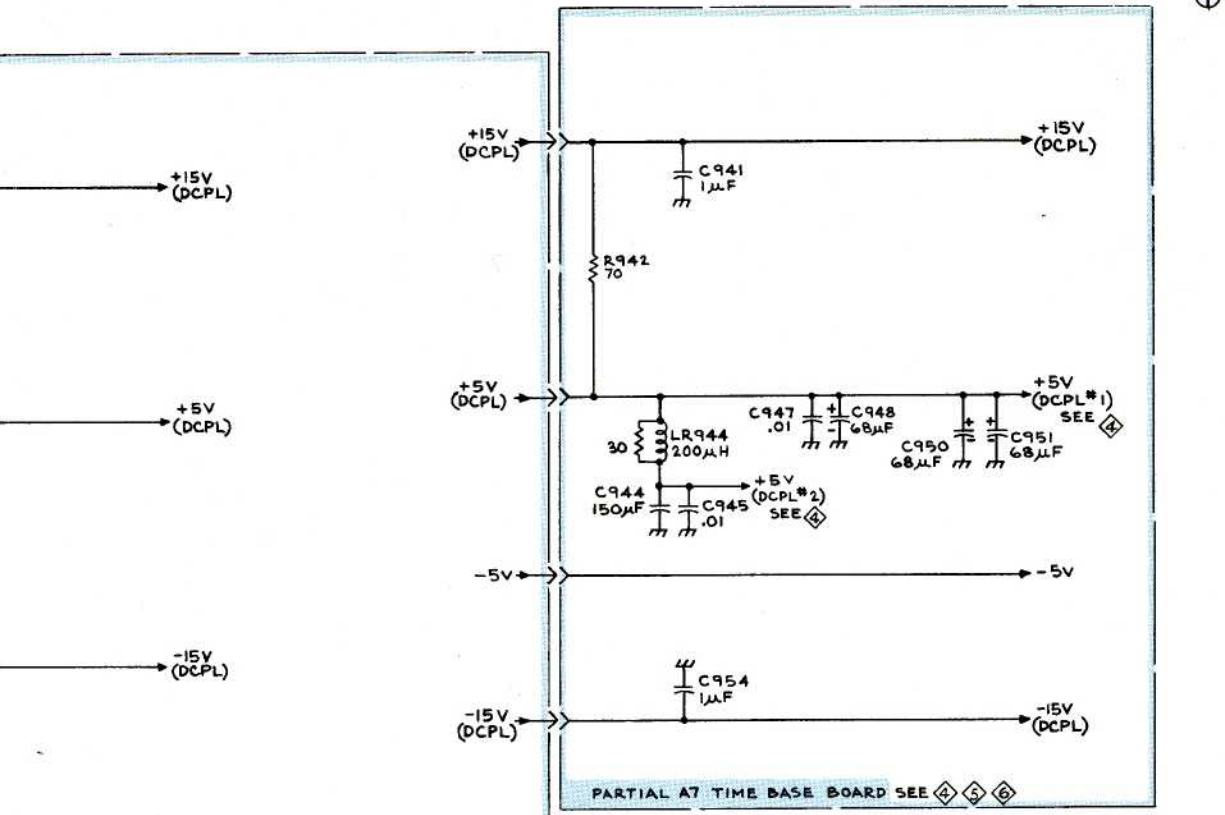 +15V
(DCPL)
+5V
(DCPL)
-15V
(DCPL)
+15V
(DCPL)
C941
1µF
+15V
(DCPL)
R942
70
+5V
(DCPL)
30
LR944
200µH
C947
.01
+
-
C948
68µF
+
C950
68µF
+
C951
68µF
+5V
(DCPL#1)
SEE 4
C944
150µF
C945
.01
+5V
(DCPL#2)
SEE 4
-5V
-5V
C954
1µF
-15V
(DCPL)
-15V
(DCPL)
PARTIAL A7 TIME BASE BOARD SEE 4 5 6